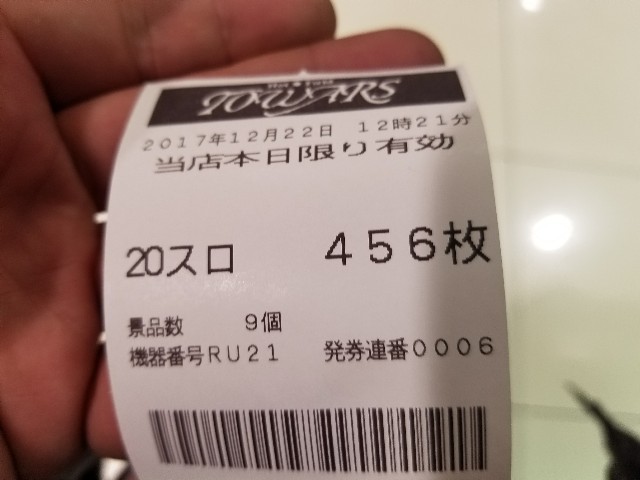 TOWARS
2017年12月22日 12時21分
当店本日限り有効
20スロ 456枚
景品数 9個
機器番号RU21 発券連番0006